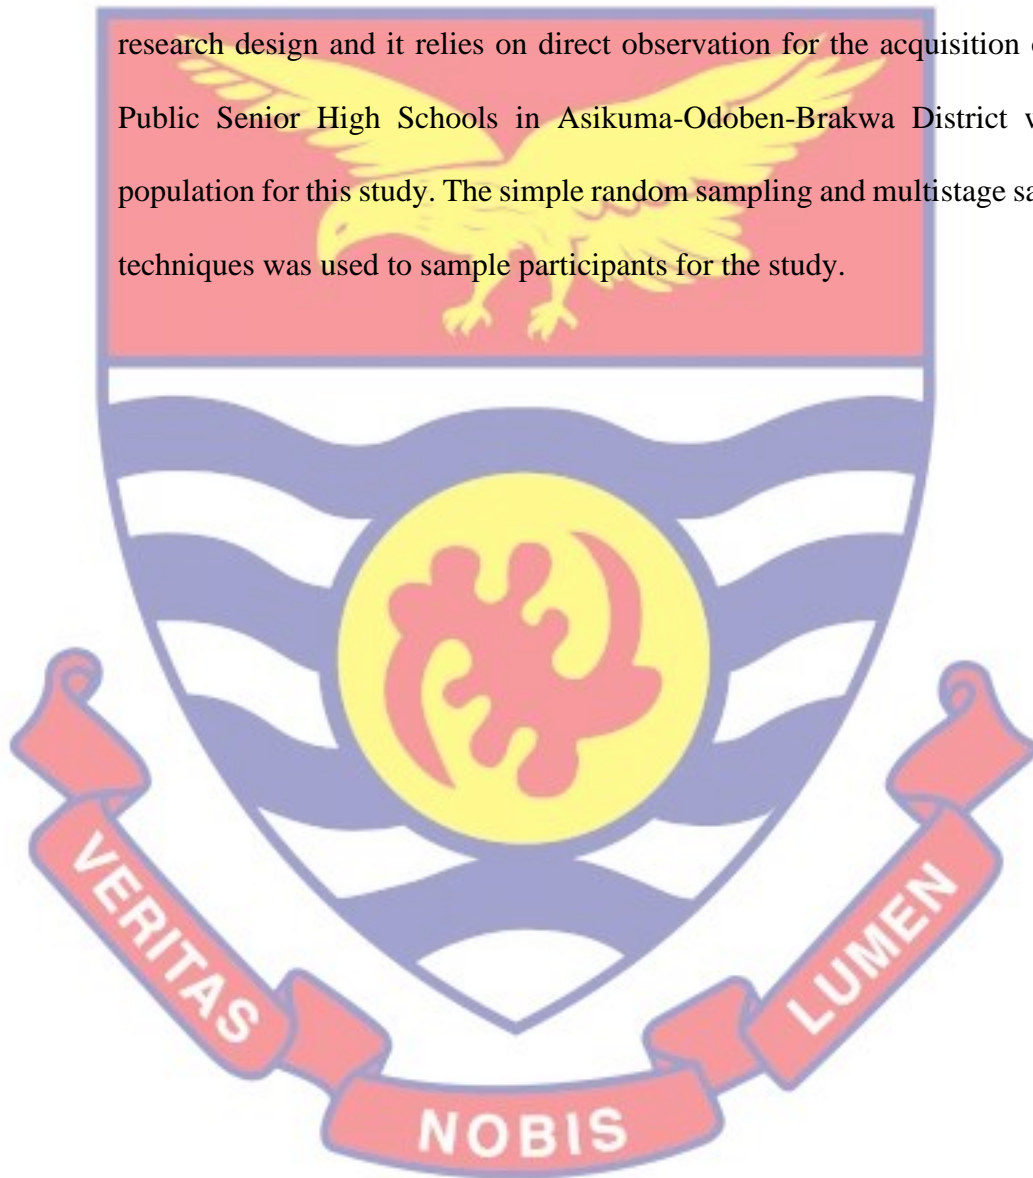 research design and it relies on direct observation for the acquisition
Public Senior High Schools in Asikuma-Odoben-Brakwa District
population for this study. The simple random sampling and multistage
techniques was used to sample participants for the study.
VERITAS
NOBIS
LUMEN